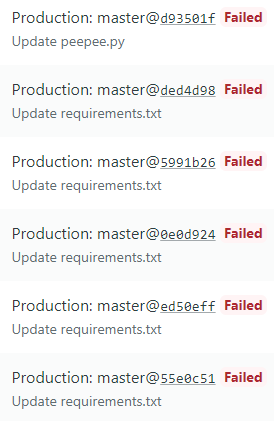 Production: master@d93501f Failed
Update peepee.py
Production: master@ded4d98 Failed
Update requirements.txt
Production: master@5991b26 Failed
Update requirements.txt
Production: master@0e0d924 Failed
Update requirements.txt
Production: master@ed50eff Failed
Update requirements.txt
Production: master@55e0c51 Failed
Update requirements.txt